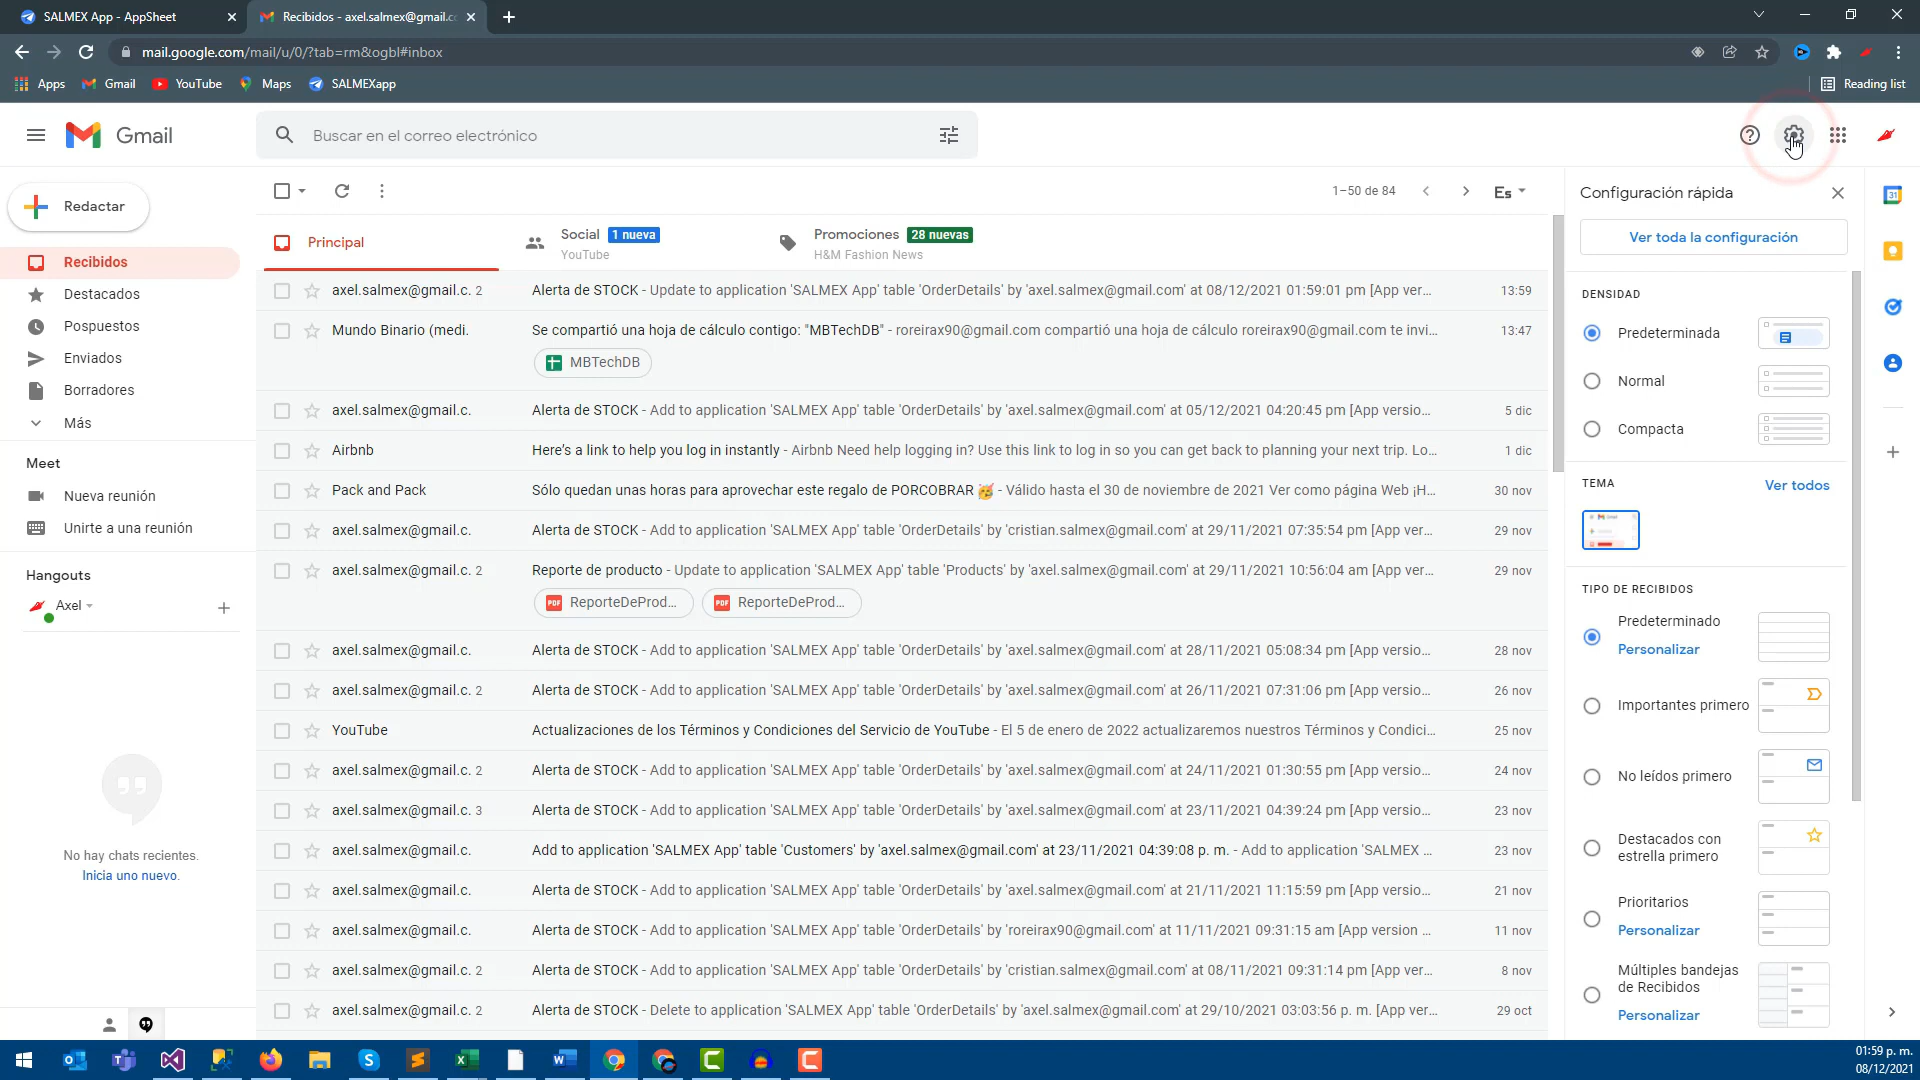 SALMEX App - AppSheet
Recibidos - axel.salmex@gmail.co
mail.google.com/mail/u/0/?tab=rm&ogbl#inbox
Apps Gmail YouTube Maps SALMEXapp Reading list
Gmail
Buscar en el correo electrónico
Redactar
1–50 de 84
Es
Recibidos
Destacados
Pospuestos
Enviados
Borradores
Más
Meet
Nueva reunión
Unirte a una reunión
Hangouts
Axel
No hay chats recientes.
Inicia uno nuevo.
Principal
Social 1 nueva
YouTube
Promociones 28 nuevas
H&M Fashion News
axel.salmex@gmail.c. 2 Alerta de STOCK - Update to application 'SALMEX App' table 'OrderDetails' by 'axel.salmex@gmail.com' at 08/12/2021 01:59:01 pm [App ver... 13:59
Mundo Binario (medi. Se compartió una hoja de cálculo contigo: "MBTechDB" - roreirax90@gmail.com compartió una hoja de cálculo roreirax90@gmail.com te invi... 13:47
MBTechDB
axel.salmex@gmail.c. Alerta de STOCK - Add to application 'SALMEX App' table 'OrderDetails' by 'axel.salmex@gmail.com' at 05/12/2021 04:20:45 pm [App versio... 5 dic
Airbnb Here's a link to help you log in instantly - Airbnb Need help logging in? Use this link to log in so you can get back to planning your next trip. Lo... 1 dic
Pack and Pack Sólo quedan unas horas para aprovechar este regalo de PORCOBRAR 🥳 - Válido hasta el 30 de noviembre de 2021 Ver como página Web ¡H... 30 nov
axel.salmex@gmail.c. Alerta de STOCK - Add to application 'SALMEX App' table 'OrderDetails' by 'cristian.salmex@gmail.com' at 29/11/2021 07:35:54 pm [App ver... 29 nov
axel.salmex@gmail.c. 2 Reporte de producto - Update to application 'SALMEX App' table 'Products' by 'axel.salmex@gmail.com' at 29/11/2021 10:56:04 am [App ver... 29 nov
PDF ReporteDeProd... PDF ReporteDeProd...
axel.salmex@gmail.c. Alerta de STOCK - Add to application 'SALMEX App' table 'OrderDetails' by 'axel.salmex@gmail.com' at 28/11/2021 05:08:34 pm [App versio... 28 nov
axel.salmex@gmail.c. 2 Alerta de STOCK - Add to application 'SALMEX App' table 'OrderDetails' by 'axel.salmex@gmail.com' at 26/11/2021 07:31:06 pm [App ver... 26 nov
YouTube Actualizaciones de los Términos y Condiciones del Servicio de YouTube - El 5 de enero de 2022 actualizaremos nuestros Términos y Condici... 25 nov
axel.salmex@gmail.c. 2 Alerta de STOCK - Add to application 'SALMEX App' table 'OrderDetails' by 'axel.salmex@gmail.com' at 24/11/2021 01:30:55 pm [App ver... 24 nov
axel.salmex@gmail.c. 3 Alerta de STOCK - Add to application 'SALMEX App' table 'OrderDetails' by 'axel.salmex@gmail.com' at 23/11/2021 04:39:24 pm [App ver... 23 nov
axel.salmex@gmail.c. Add to application 'SALMEX App' table 'Customers' by 'axel.salmex@gmail.com' at 23/11/2021 04:39:08 p. m. - Add to application 'SALMEX ... 23 nov
axel.salmex@gmail.c. Alerta de STOCK - Add to application 'SALMEX App' table 'OrderDetails' by 'axel.salmex@gmail.com' at 21/11/2021 11:15:59 pm [App versio... 21 nov
axel.salmex@gmail.c. Alerta de STOCK - Add to application 'SALMEX App' table 'OrderDetails' by 'roreirax90@gmail.com' at 11/11/2021 09:31:15 am [App version ... 11 nov
axel.salmex@gmail.c. 2 Alerta de STOCK - Add to application 'SALMEX App' table 'OrderDetails' by 'cristian.salmex@gmail.com' at 08/11/2021 09:31:14 pm [App ver... 8 nov
axel.salmex@gmail.c. 2 Alerta de STOCK - Delete to application 'SALMEX App' table 'OrderDetails' by 'axel.salmex@gmail.com' at 29/10/2021 03:03:56 p. m. [App ver... 29 oct
Configuración rápida
Ver toda la configuración
DENSIDAD
Predeterminada
Normal
Compacta
TEMA Ver todos
TIPO DE RECIBIDOS
Predeterminado
Personalizar
Importantes primero
No leídos primero
Destacados con
estrella primero
Prioritarios
Personalizar
Múltiples bandejas
de Recibidos
Personalizar
31
01:59 p. m.
08/12/2021